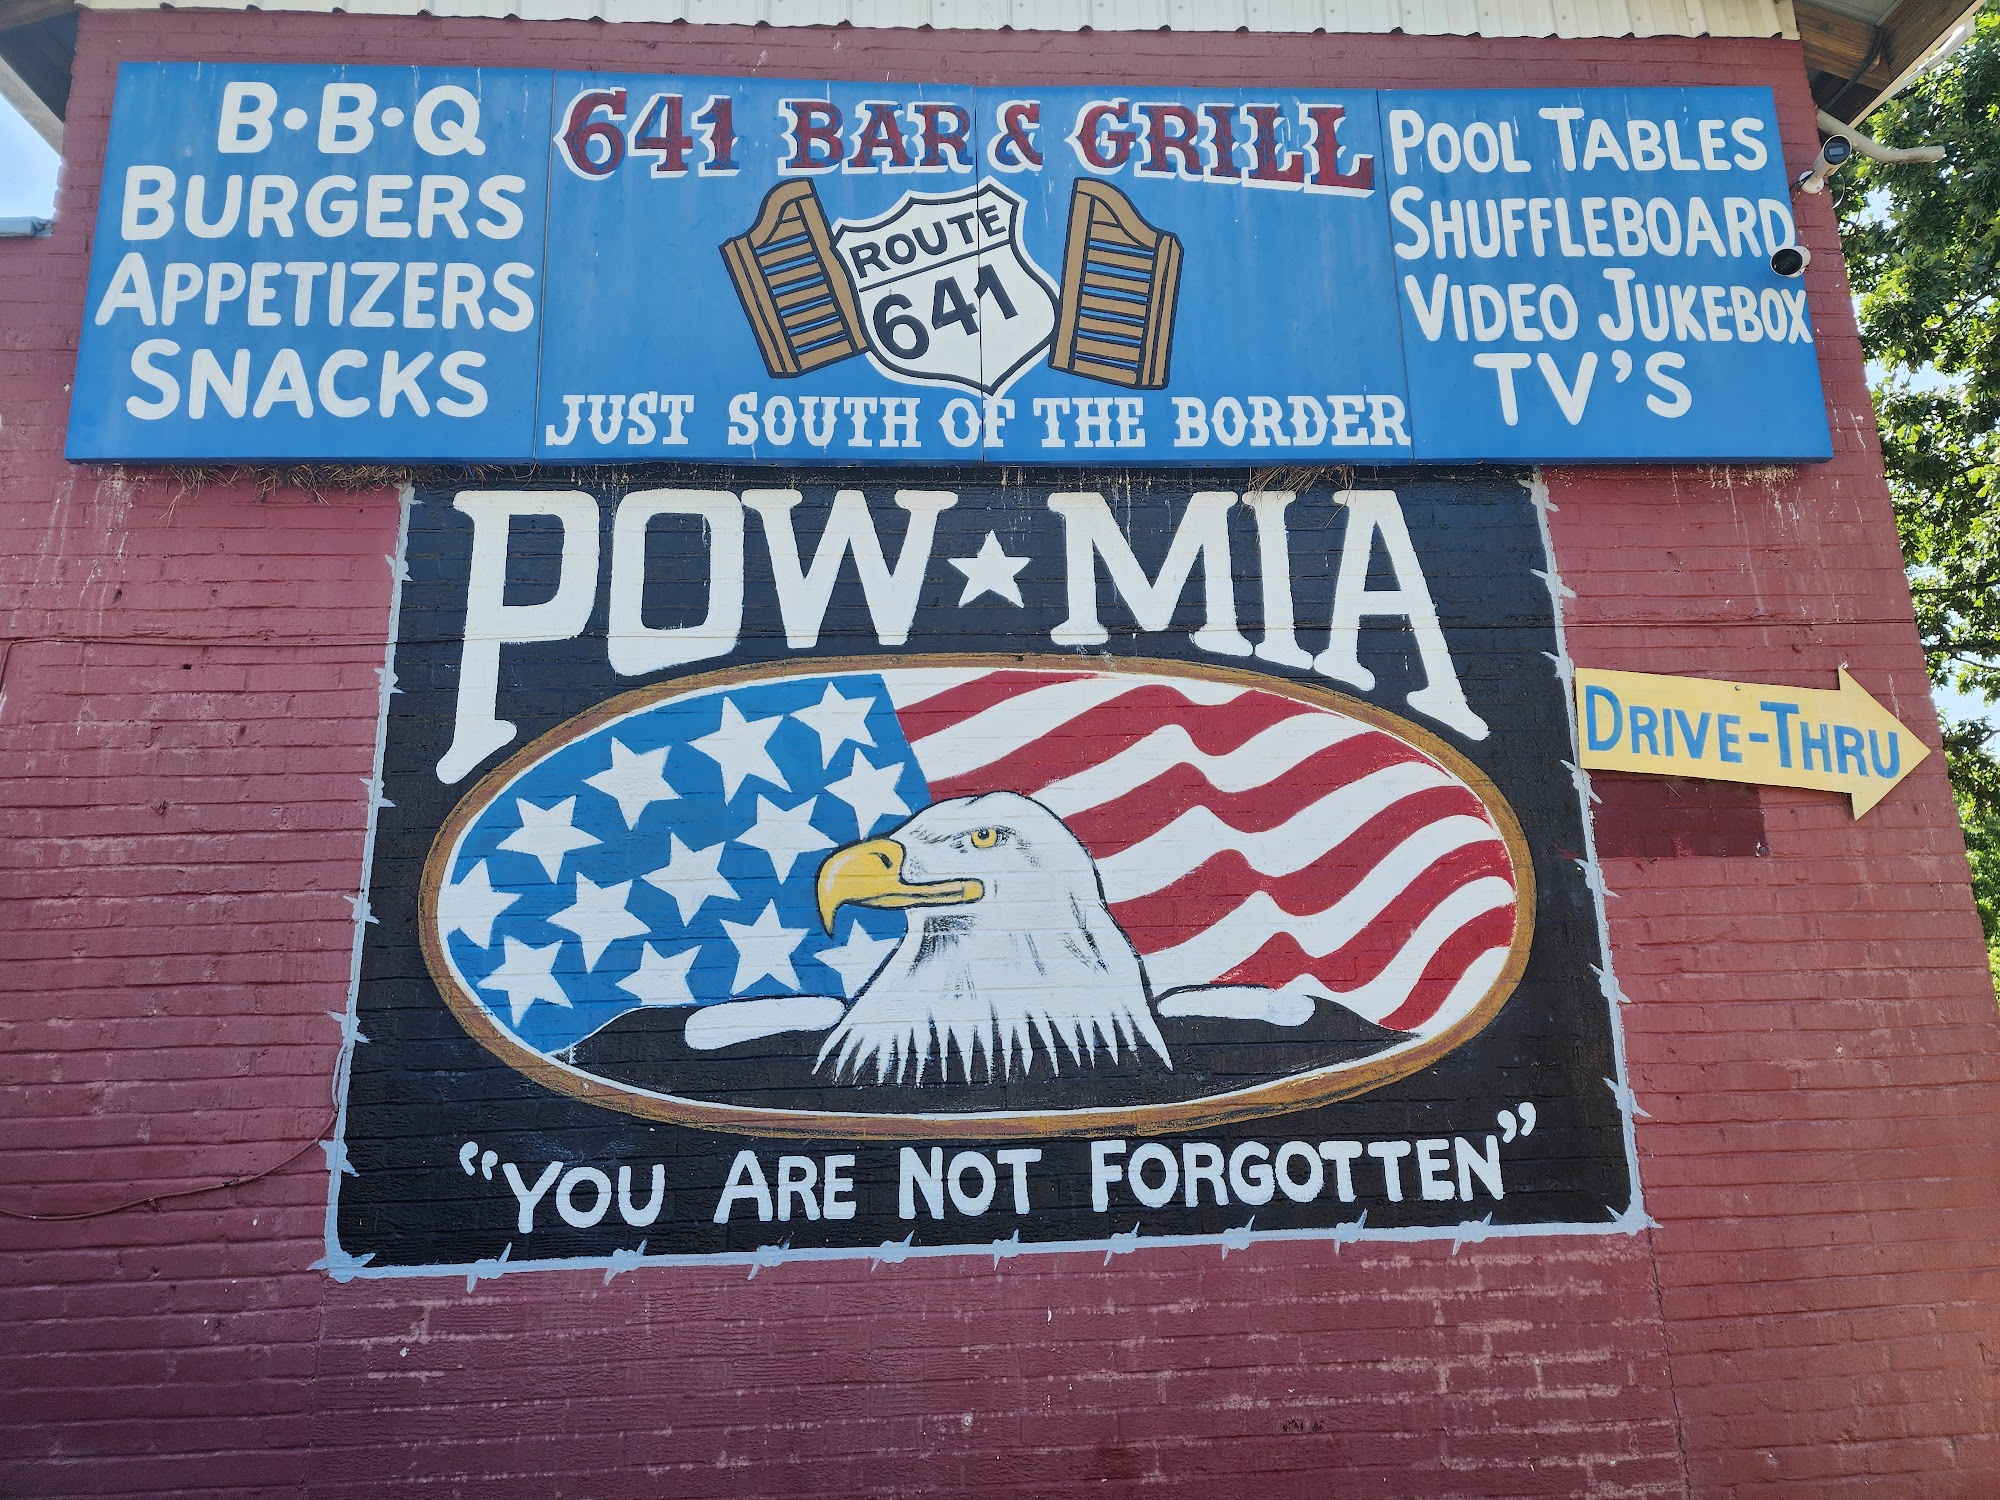 B•B•Q
BURGERS
APPETIZERS
SNACKS
641 BAR & GRILL
ROUTE
641
JUST SOUTH OF THE BORDER
POOL TABLES
SHUFFLEBOARD
VIDEO JUKE-BOX
TV'S
POW★MIA
DRIVE-THRU
"YOU ARE NOT FORGOTTEN"